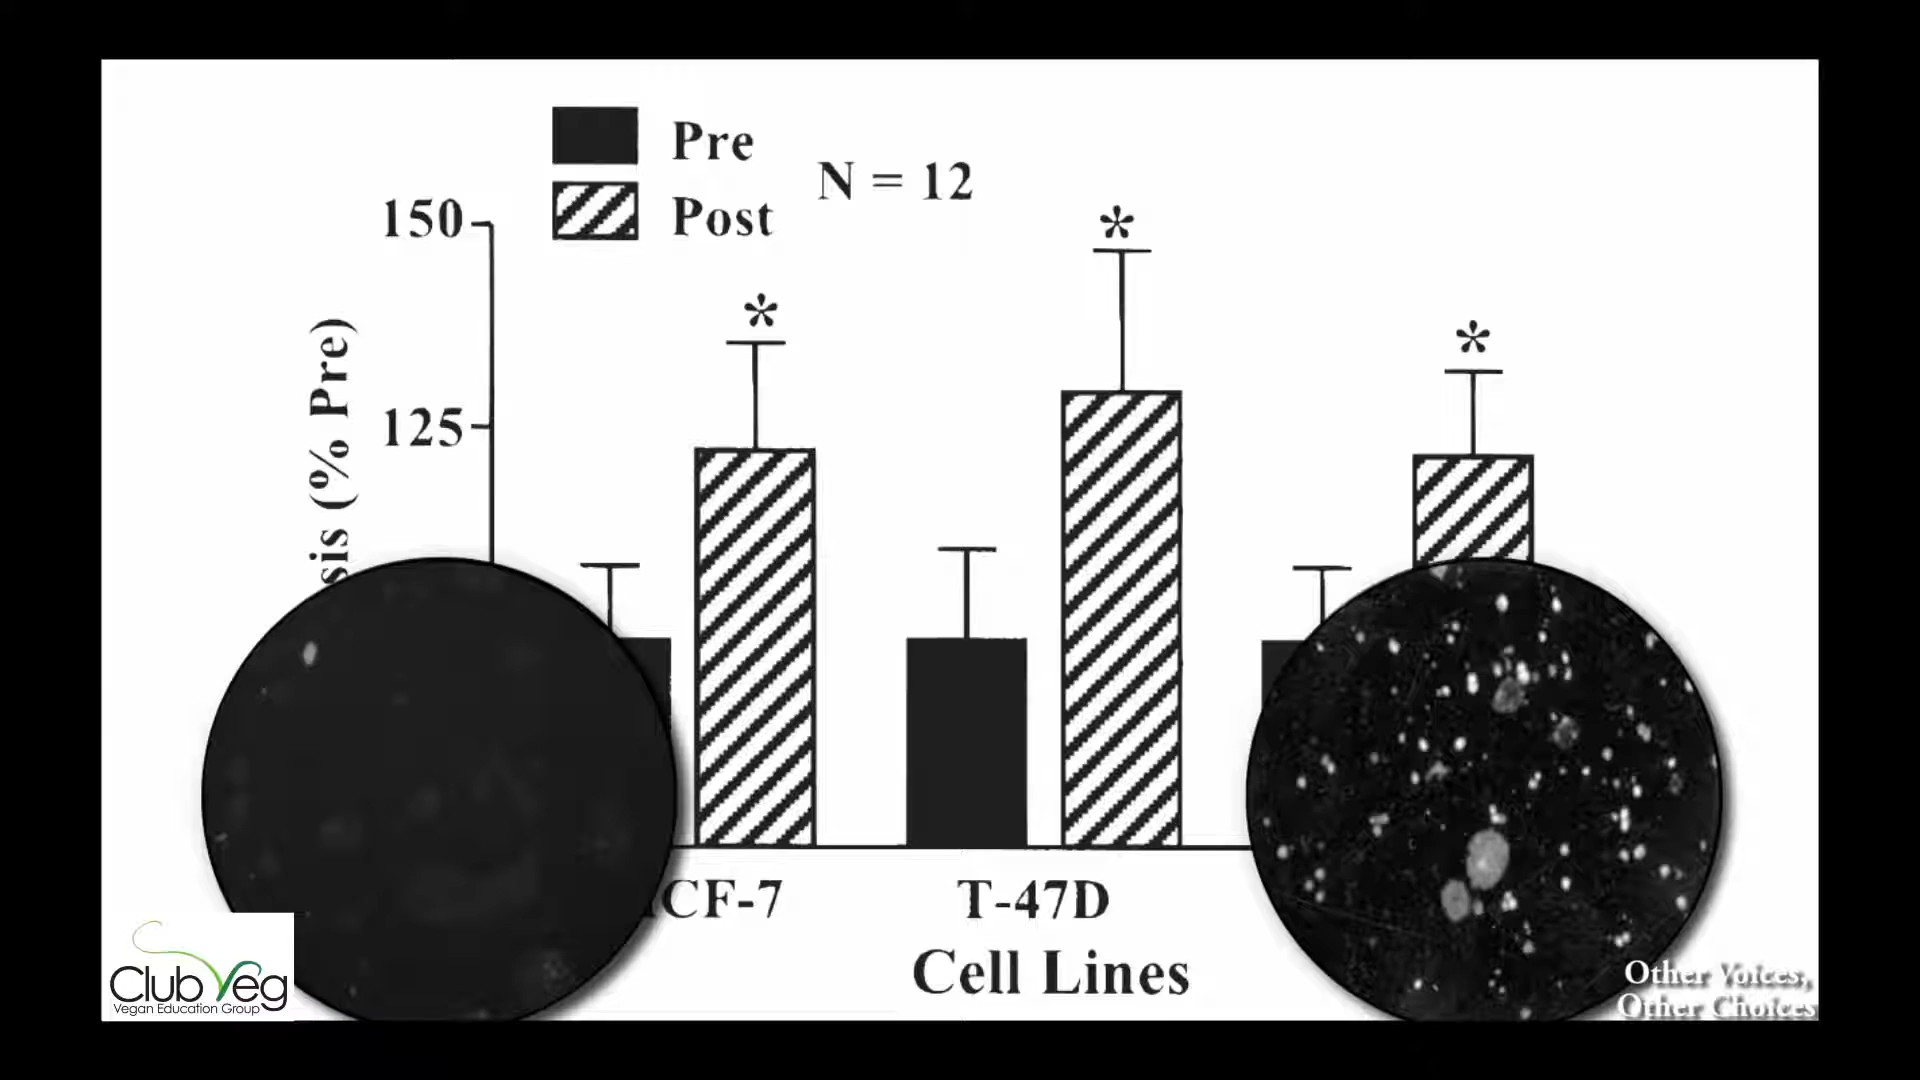 Pre
Post
N = 12
150
125
sis (% Pre)
CF-7
T-47D
Cell Lines
*
*
*
Club Veg
Vegan Education Group
Other Voices,
Other Choices